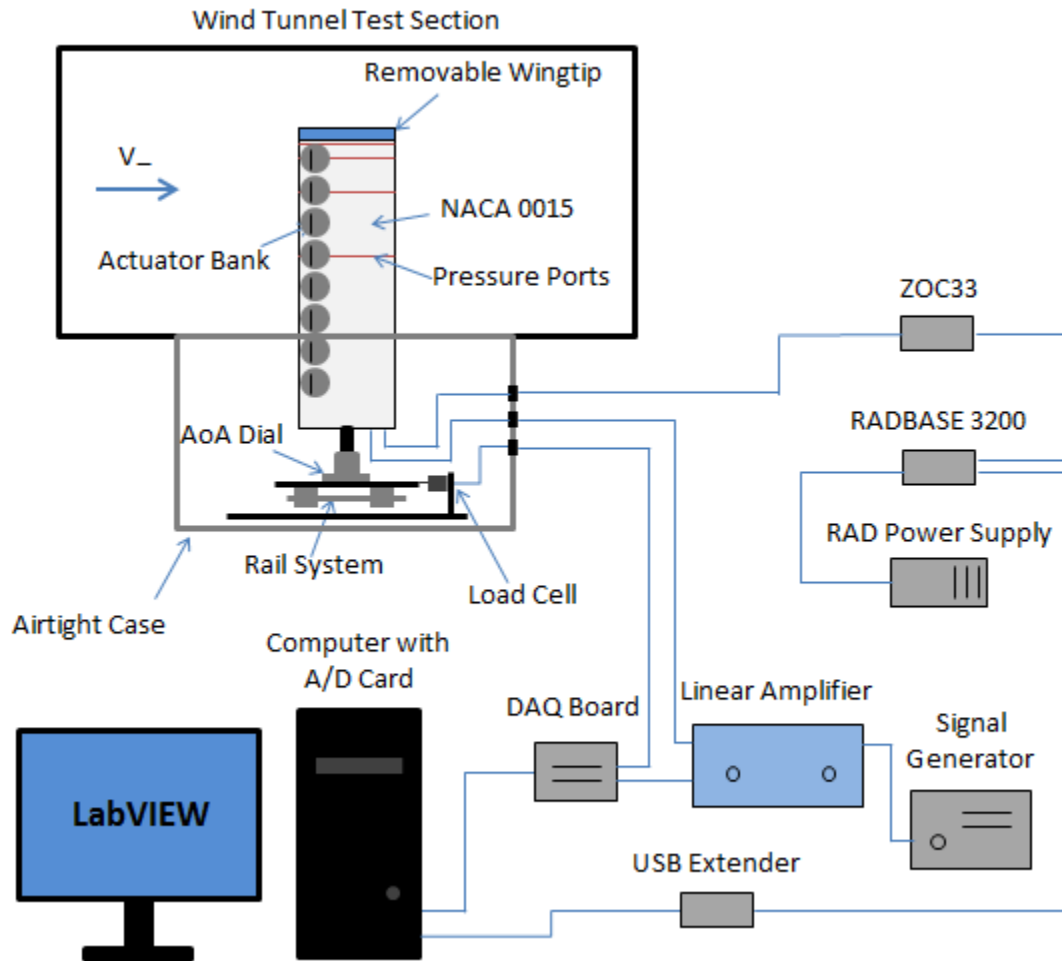 Wind Tunnel Test Section
Removable Wingtip
V_
NACA 0015
Actuator Bank
Pressure Ports
ZOC33
AoA Dial
RADBASE 3200
RAD Power Supply
Rail System
Load Cell
Airtight Case
Computer with
A/D Card
DAQ Board
Linear Amplifier
Signal
Generator
LabVIEW
USB Extender